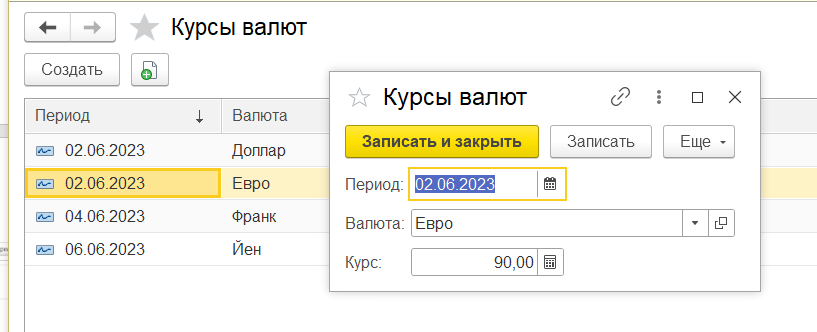 Курсы валют
Создать
Период Валюта
02.06.2023 Доллар
02.06.2023 Евро
04.06.2023 Франк
06.06.2023 Йен
Курсы валют
Записать и закрыть Записать Еще
Период: 02.06.2023
Валюта: Евро
Курс: 90,00